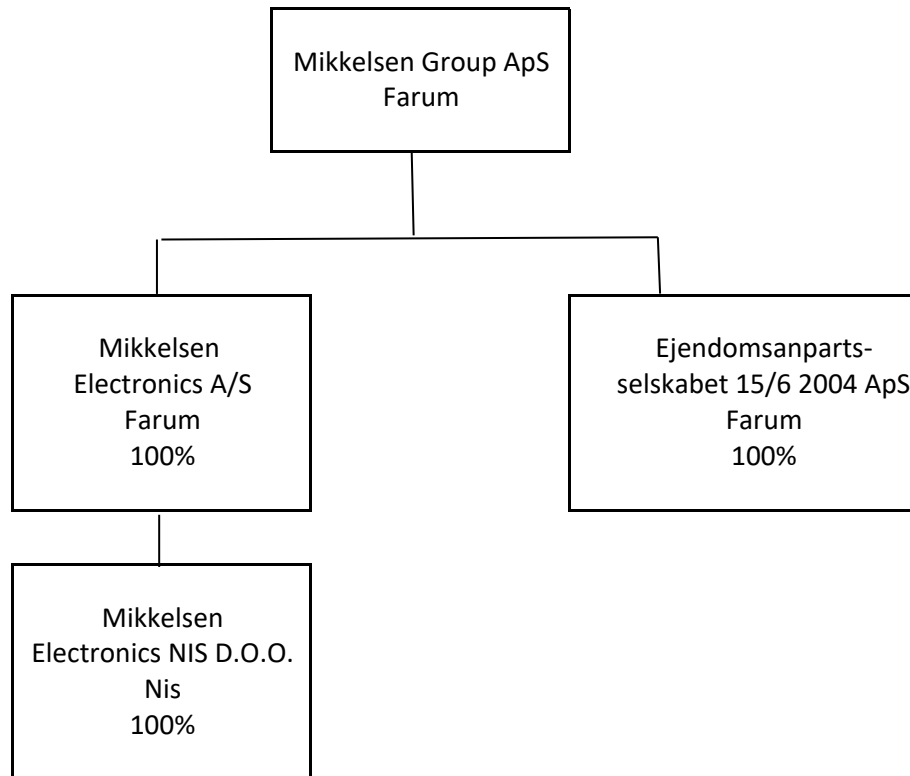 Mikkelsen Group ApS
Farum
Mikkelsen
Electronics A/S
Farum
100%
Ejendomsanparts-
selskabet 15/6 2004 ApS
Farum
100%
Mikkelsen
Electronics NIS D.O.O.
Nis
100%